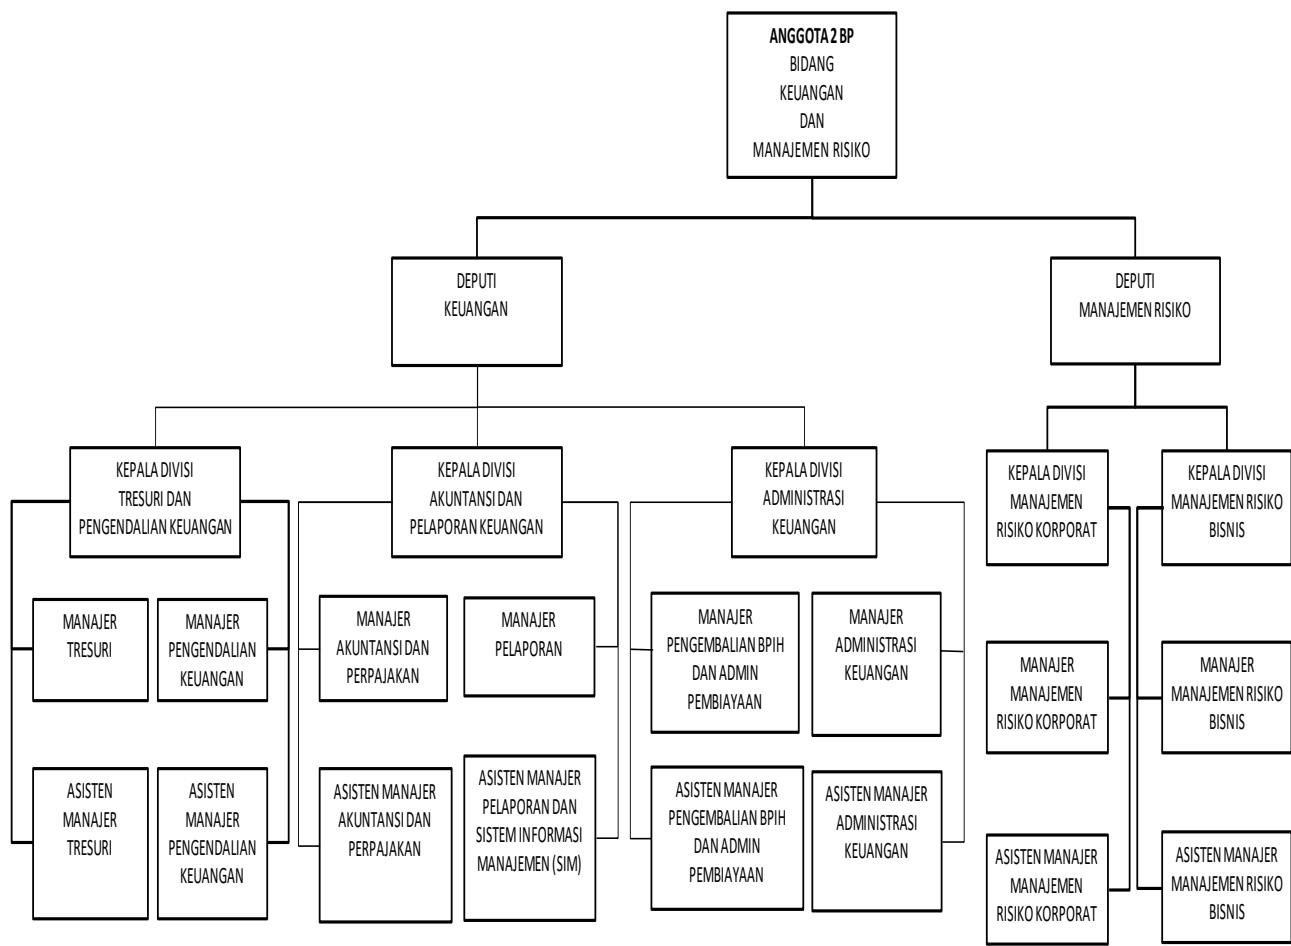 ANGGOTA 2 BP
BIDANG
KEUANGAN
DAN
MANAJEMEN RISIKO
DEPUTI
KEUANGAN
DEPUTI
MANAJEMEN RISIKO
KEPALA DIVISI
TRESURI DAN
PENGENDALIAN KEUANGAN
KEPALA DIVISI
AKUNTANSI DAN
PELAPORAN KEUANGAN
KEPALA DIVISI
ADMINISTRASI
KEUANGAN
KEPALA DIVISI
MANAJEMEN
RISIKO KORPORAT
KEPALA DIVISI
MANAJEMEN RISIKO
BISNIS
MANAJER
TRESURI
MANAJER
PENGENDALIAN
KEUANGAN
MANAJER
AKUNTANSI DAN
PERPAJAKAN
MANAJER
PELAPORAN
MANAJER
PENGEMBALIAN BPIH
DAN ADMIN
PEMBIAYAAN
MANAJER
ADMINISTRASI
KEUANGAN
MANAJER
MANAJEMEN
RISIKO KORPORAT
MANAJER
MANAJEMEN RISIKO
BISNIS
ASISTEN
MANAJER
TRESURI
ASISTEN
MANAJER
PENGENDALIAN
KEUANGAN
ASISTEN MANAJER
AKUNTANSI DAN
PERPAJAKAN
ASISTEN MANAJER
PELAPORAN DAN
SISTEM INFORMASI
MANAJEMEN (SIM)
ASISTEN MANAJER
PENGEMBALIAN BPIH
DAN ADMIN
PEMBIAYAAN
ASISTEN MANAJER
ADMINISTRASI
KEUANGAN
ASISTEN MANAJER
MANAJEMEN
RISIKO KORPORAT
ASISTEN MANAJER
MANAJEMEN RISIKO
BISNIS